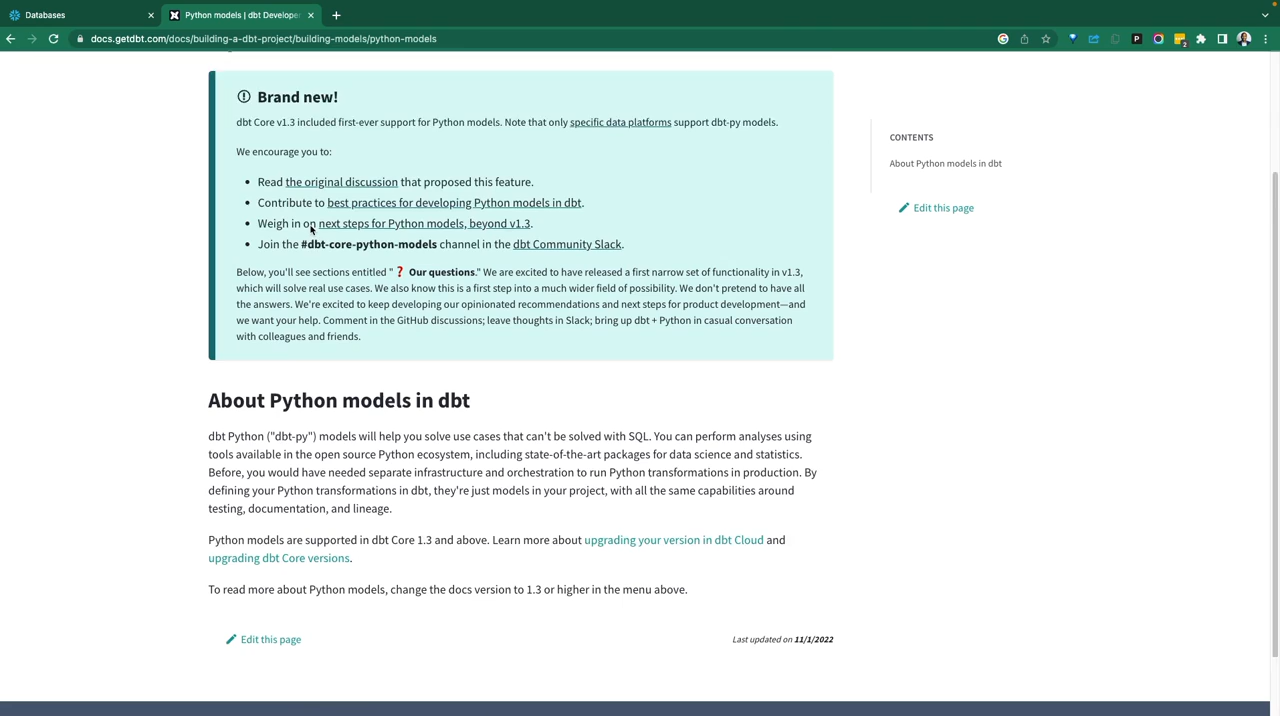 Databases
Python models | dbt Develope
docs.getdbt.com/docs/building-a-dbt-project/building-models/python-models
Brand new!
dbt Core v1.3 included first-ever support for Python models. Note that only specific data platforms support dbt-py models.
We encourage you to:
Read the original discussion that proposed this feature.
Contribute to best practices for developing Python models in dbt.
Weigh in on next steps for Python models, beyond v1.3.
Join the #dbt-core-python-models channel in the dbt Community Slack.
Below, you'll see sections entitled "❓ Our questions." We are excited to have released a first narrow set of functionality in v1.3,
which will solve real use cases. We also know this is a first step into a much wider field of possibility. We don't pretend to have all
the answers. We're excited to keep developing our opinionated recommendations and next steps for product development—and
we want your help. Comment in the GitHub discussions; leave thoughts in Slack; bring up dbt + Python in casual conversation
with colleagues and friends.
CONTENTS
About Python models in dbt
Edit this page
About Python models in dbt
dbt Python ("dbt-py") models will help you solve use cases that can't be solved with SQL. You can perform analyses using
tools available in the open source Python ecosystem, including state-of-the-art packages for data science and statistics.
Before, you would have needed separate infrastructure and orchestration to run Python transformations in production. By
defining your Python transformations in dbt, they're just models in your project, with all the same capabilities around
testing, documentation, and lineage.
Python models are supported in dbt Core 1.3 and above. Learn more about upgrading your version in dbt Cloud and
upgrading dbt Core versions.
To read more about Python models, change the docs version to 1.3 or higher in the menu above.
Edit this page
Last updated on 11/1/2022